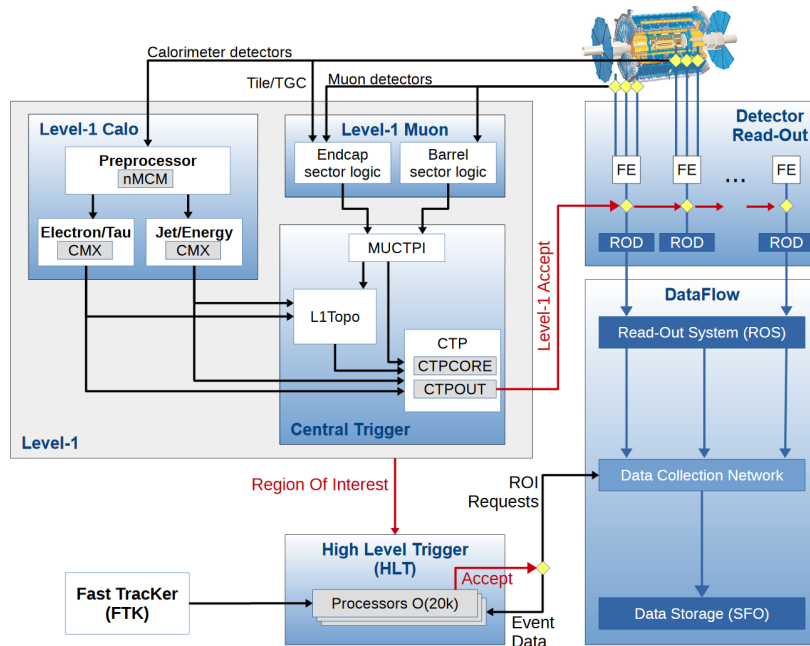 Calorimeter detectors
Tile/TGC
Muon detectors
Level-1 Calo
Preprocessor
nMCM
Electron/Tau
CMX
Jet/Energy
CMX
Level-1 Muon
Endcap
sector logic
Barrel
sector logic
MUCTPI
L1Topo
CTP
CTPCORE
CTPOUT
Central Trigger
Level-1
Level-1 Accept
Detector
Read-Out
FE
FE
...
FE
ROD
ROD
ROD
DataFlow
Read-Out System (ROS)
Data Collection Network
Data Storage (SFO)
Region Of Interest
ROI
Requests
High Level Trigger
(HLT)
Accept
Processors O(20k)
Event
Data
Fast TracKer
(FTK)